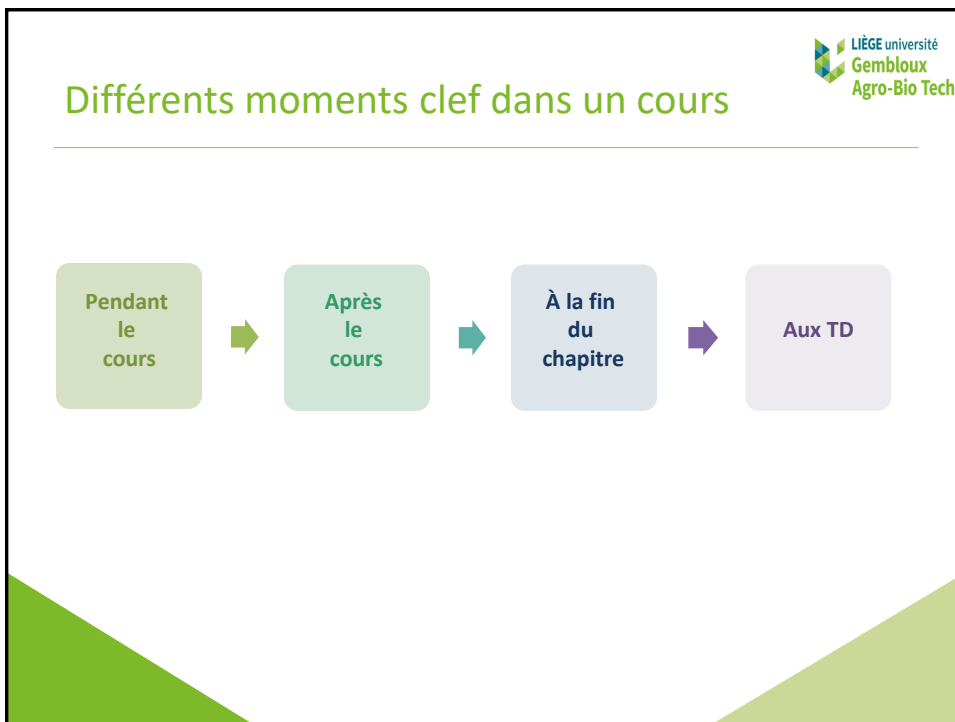 LIÈGE université
Gembloux
Agro-Bio Tech
Différents moments clef dans un cours
Pendant
le
cours
Après
le
cours
À la fin
du
chapitre
Aux TD